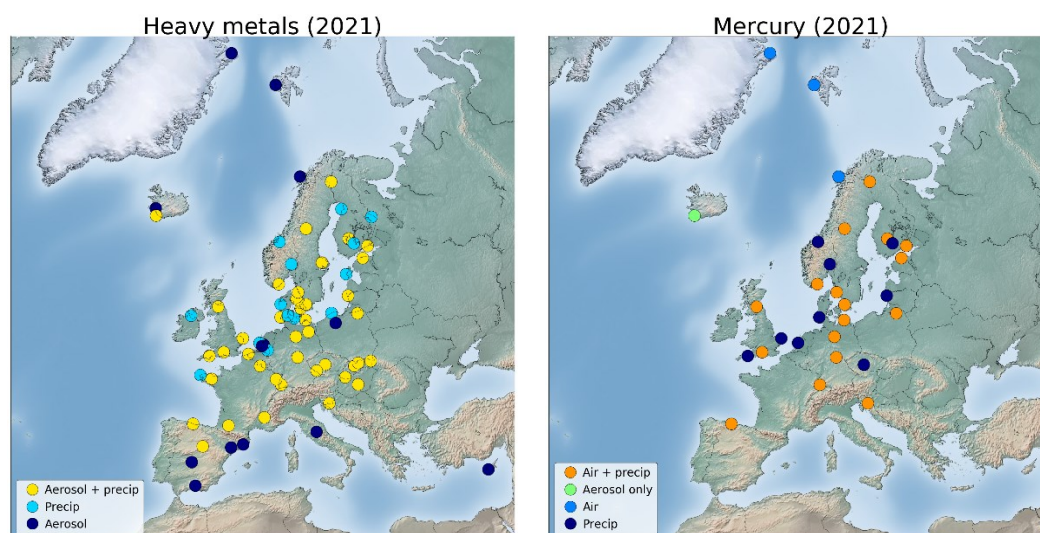 Heavy metals (2021)
Aerosol + precip
Precip
Aerosol
Mercury (2021)
Air + precip
Aerosol only
Air
Precip